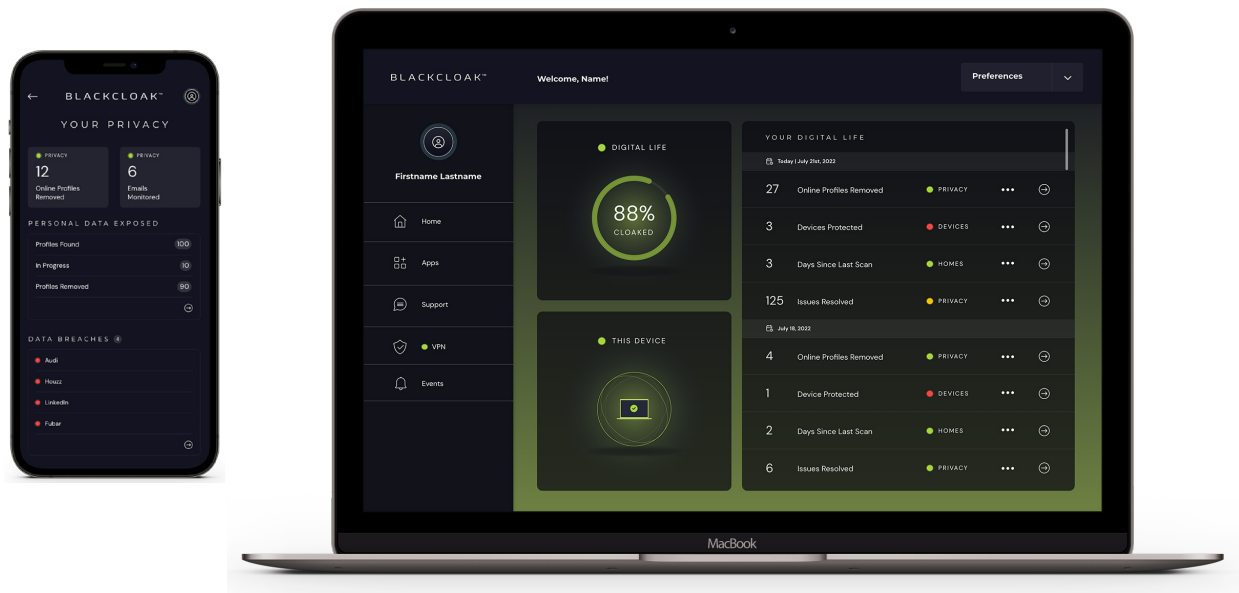 BLACKCLOAK™
YOUR PRIVACY
PRIVACY
12
Online Profiles
Removed
PRIVACY
6
Emails
Monitored
PERSONAL DATA EXPOSED
Profiles Found 100
In Progress 10
Profiles Removed 90
DATA BREACHES 4
Audi
Houzz
LinkedIn
Fubar
BLACKCLOAK™
Welcome, Name!
Preferences
Firstname Lastname
Home
Apps
Support
VPN
Events
DIGITAL LIFE
88%
CLOAKED
THIS DEVICE
YOUR DIGITAL LIFE
Today | July 21st, 2022
27 Online Profiles Removed PRIVACY
3 Devices Protected DEVICES
3 Days Since Last Scan HOMES
125 Issues Resolved PRIVACY
July 18, 2022
4 Online Profiles Removed PRIVACY
1 Device Protected DEVICES
2 Days Since Last Scan HOMES
6 Issues Resolved PRIVACY
MacBook